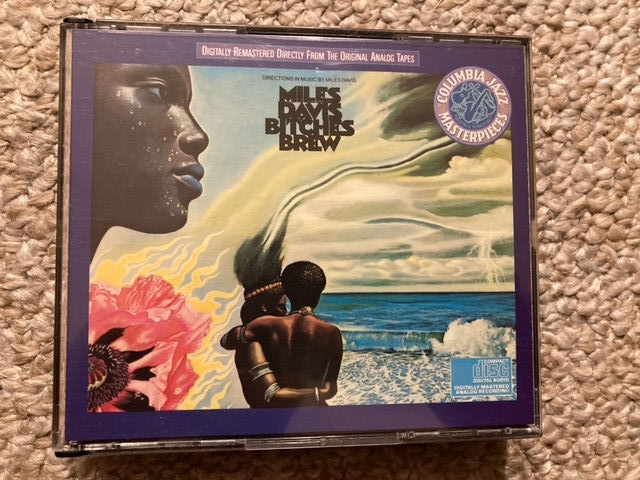 DIGITALLY REMASTERED DIRECTLY FROM THE ORIGINAL ANALOG TAPES
DIRECTIONS IN MUSIC BY MILES DAVIS
MILES
DAVIS
BITCHES
BREW
COLUMBIA JAZZ
MASTERPIECES
COMPACT
disc
DIGITAL AUDIO
DIGITALLY MASTERED
ANALOG RECORDING